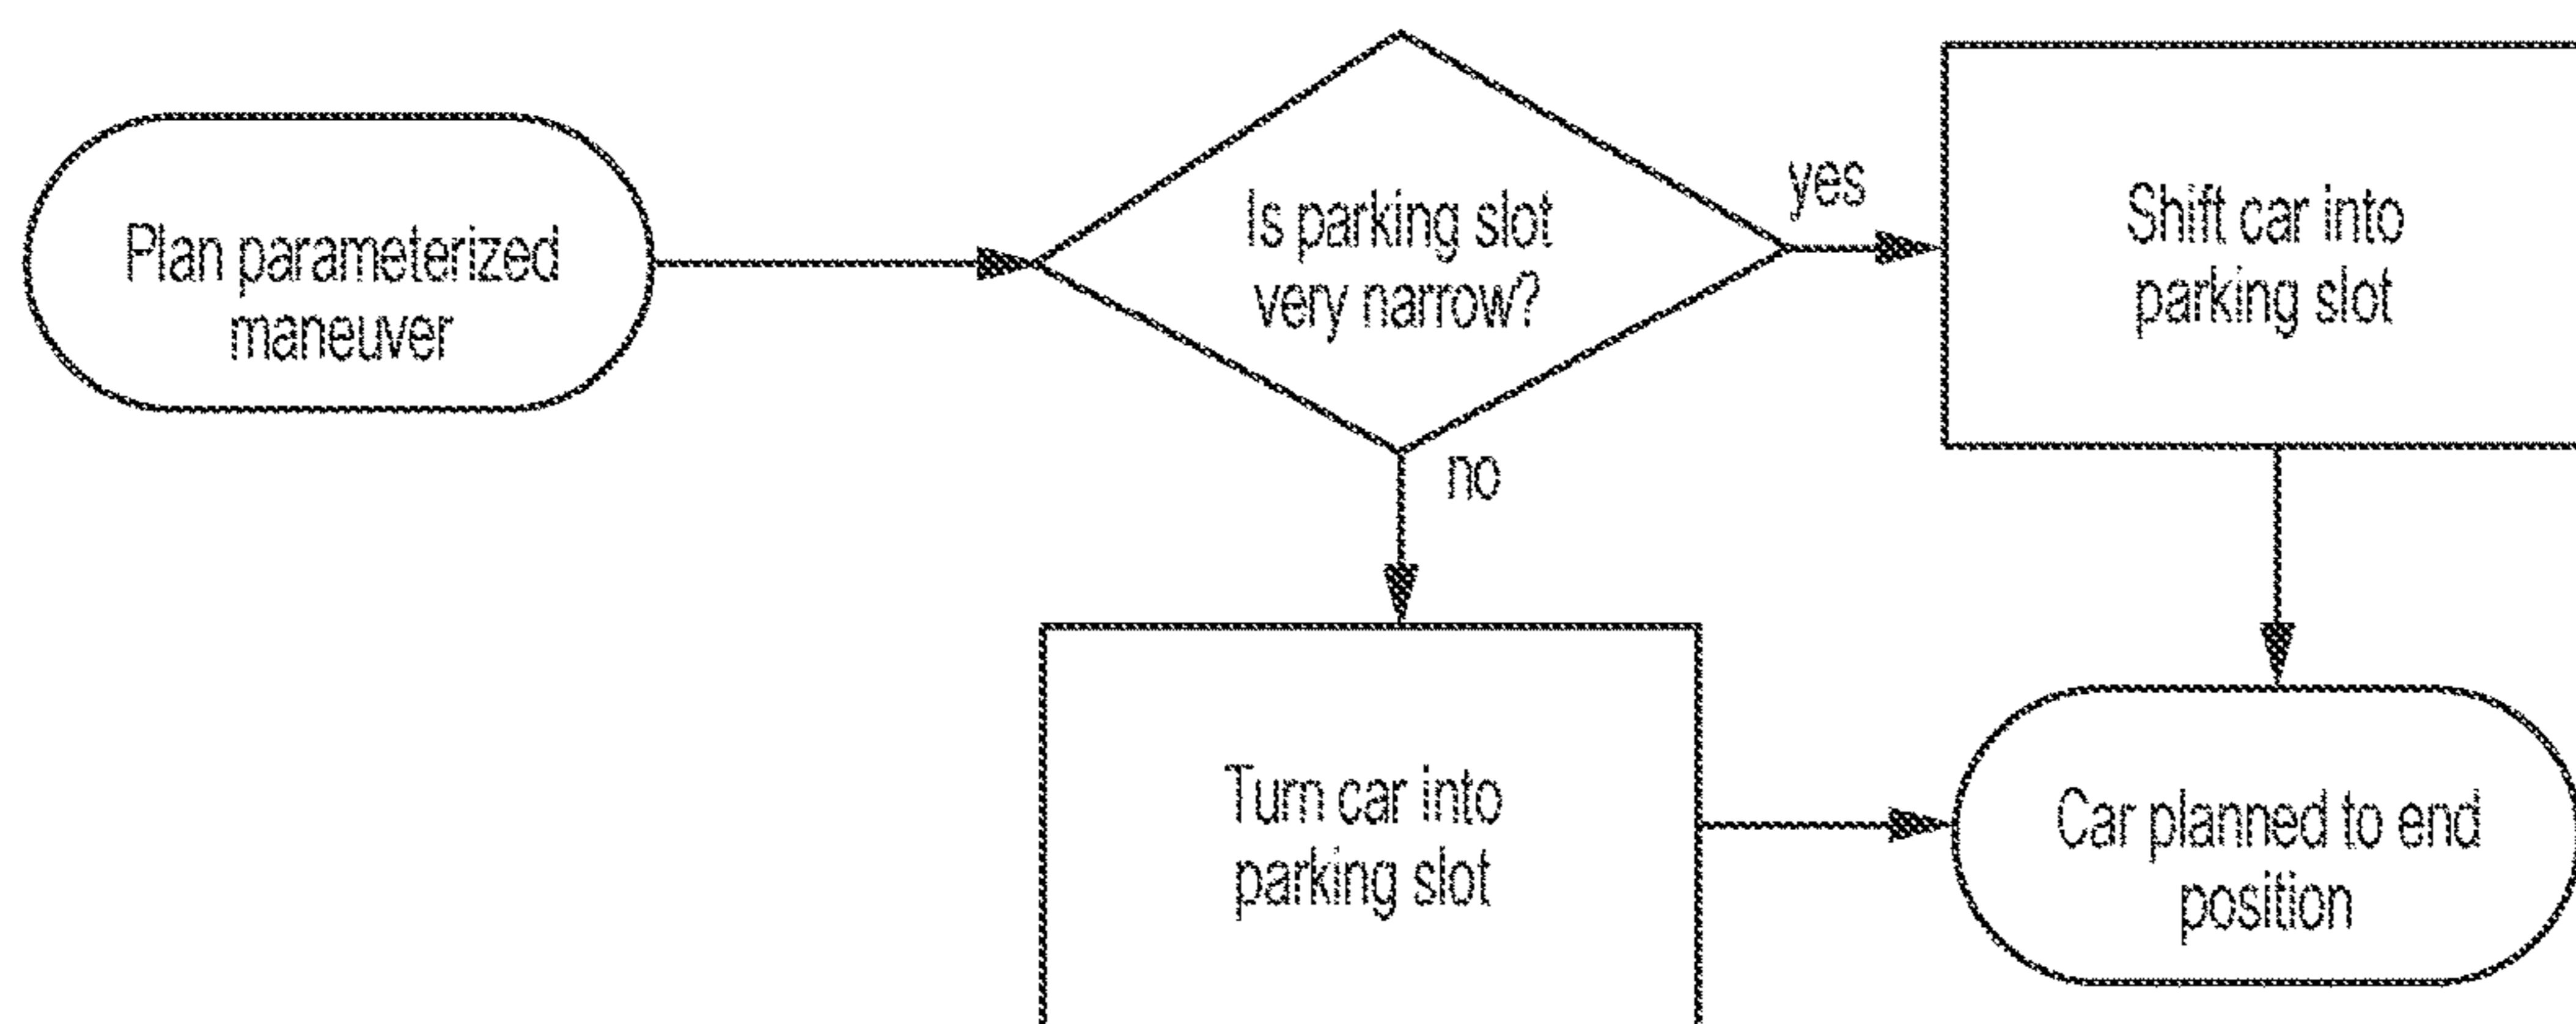 Plan parameterized
maneuver
Is parking slot
very narrow?
yes
Shift car into
parking slot
no
Turn car into
parking slot
Car planned to end
position